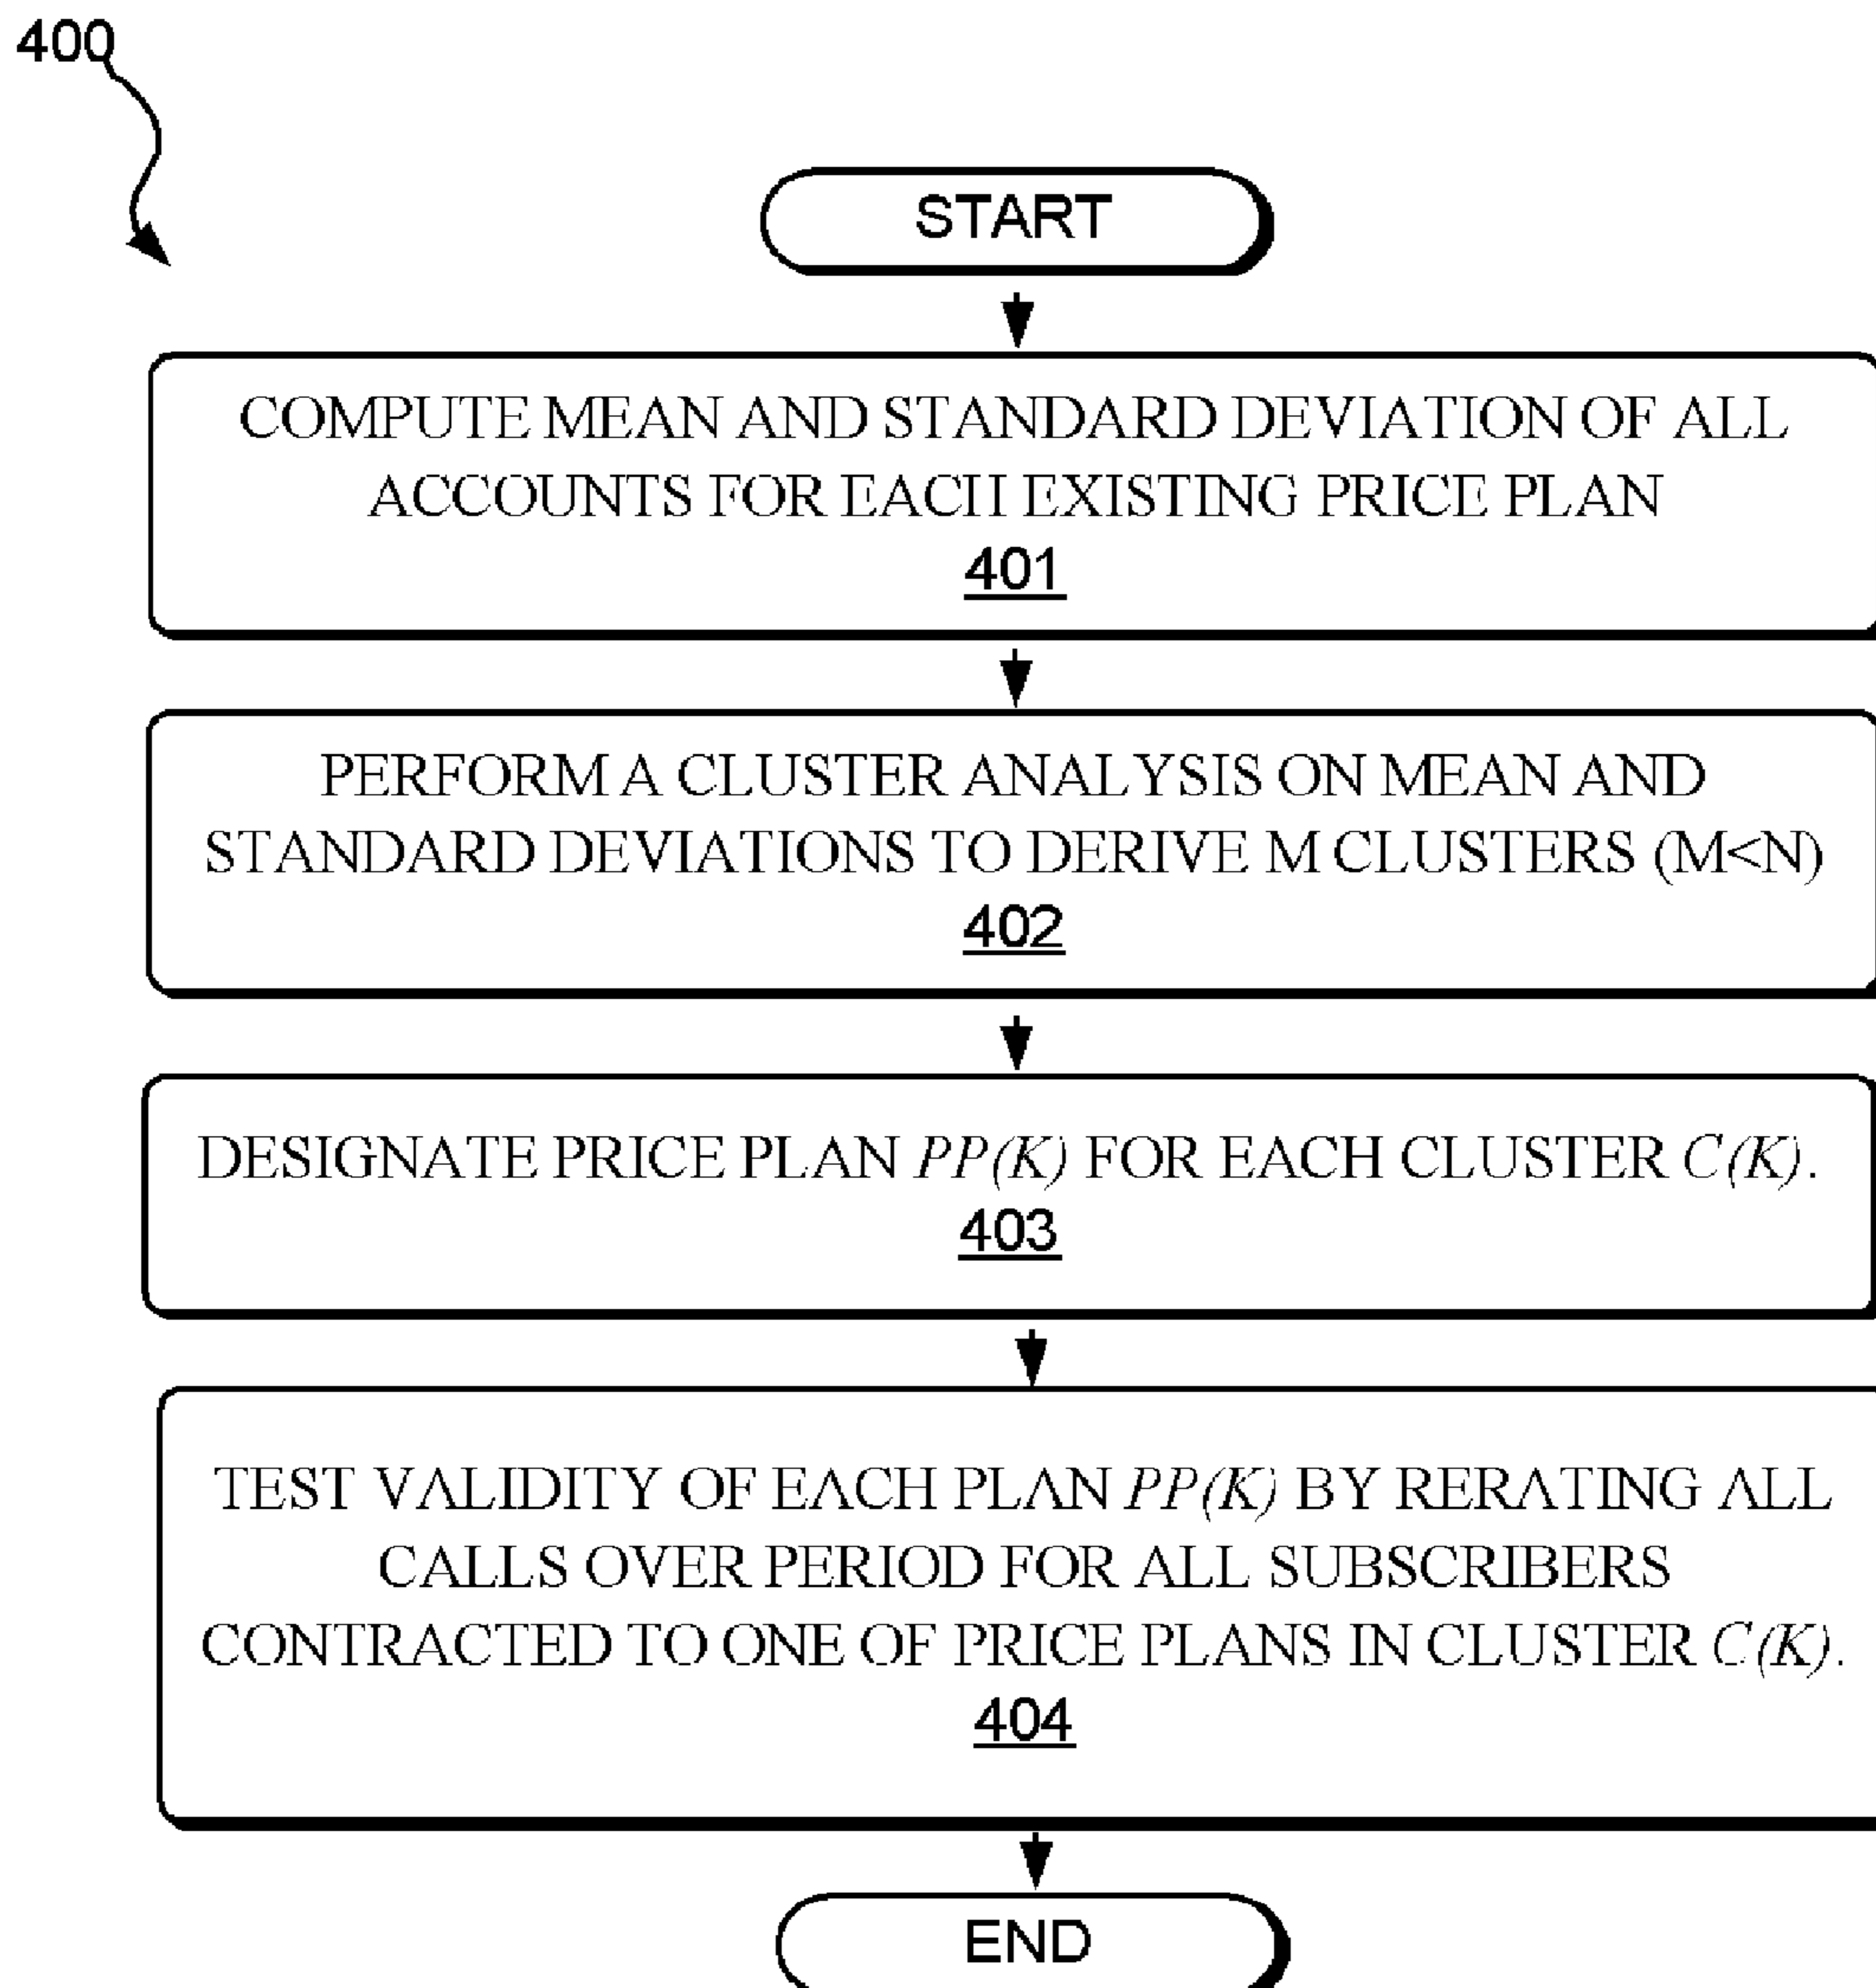 400
START
COMPUTE MEAN AND STANDARD DEVIATION OF ALL
ACCOUNTS FOR EACH EXISTING PRICE PLAN
401
PERFORM A CLUSTER ANALYSIS ON MEAN AND
STANDARD DEVIATIONS TO DERIVE M CLUSTERS (M<N)
402
DESIGNATE PRICE PLAN PP(K) FOR EACH CLUSTER C(K).
403
TEST VALIDITY OF EACH PLAN PP(K) BY RERATING ALL
CALLS OVER PERIOD FOR ALL SUBSCRIBERS
CONTRACTED TO ONE OF PRICE PLANS IN CLUSTER C(K).
404
END